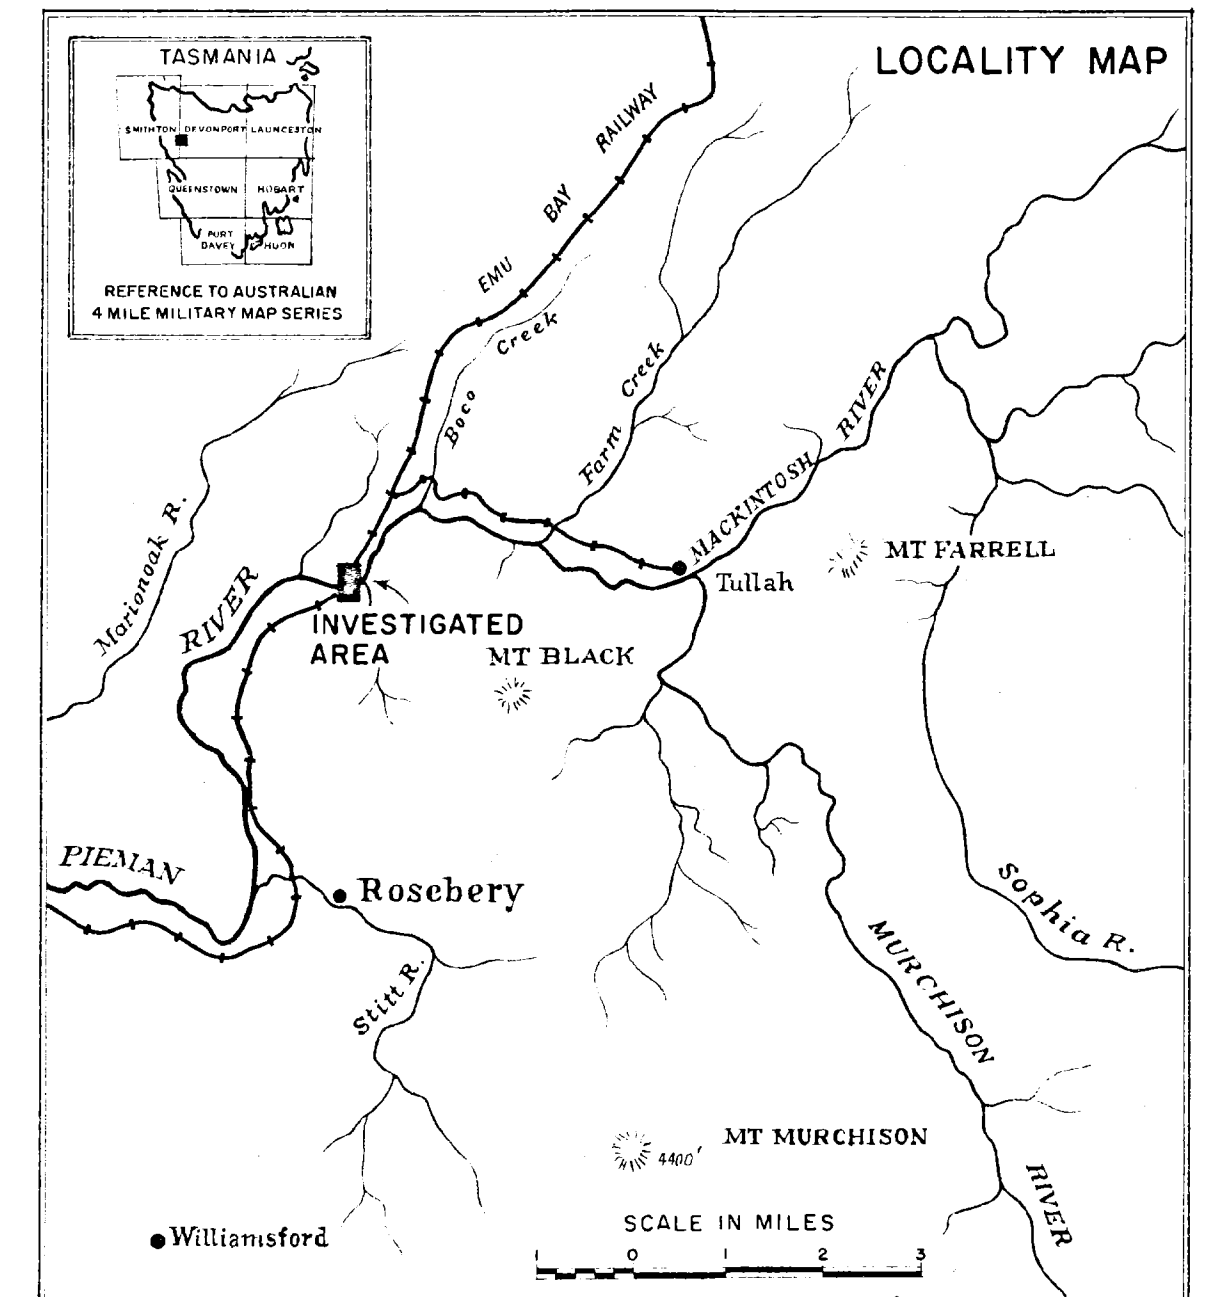 LOCALITY MAP
TASMANIA
SMITHTON
DEVONPORT
LAUNCESTON
QUEENSTOWN
HOBART
PORT
DAVEY
HUON
REFERENCE TO AUSTRALIAN
4 MILE MILITARY MAP SERIES
EMU BAY RAILWAY
Boco Creek
Farm Creek
MACKINTOSH RIVER
Marionoak R.
RIVER
MT FARRELL
Tullah
INVESTIGATED
AREA
MT BLACK
PIEMAN
Rosebery
Sophia R.
Stitt R.
MURCHISON
RIVER
MT MURCHISON
4400'
Williamsford
SCALE IN MILES
1 0 1 2 3